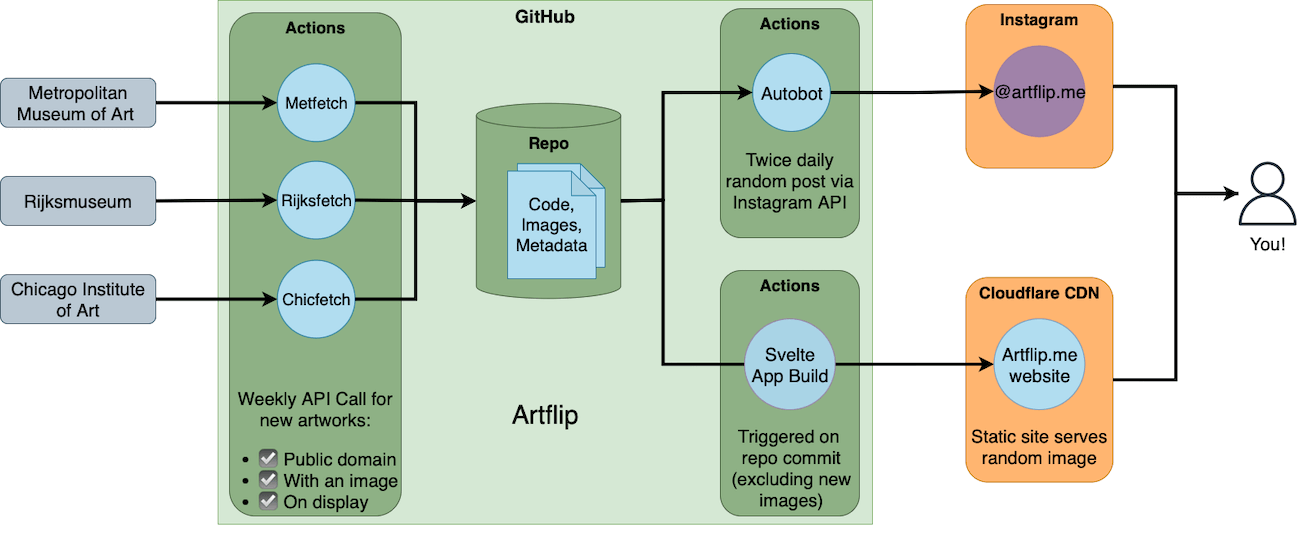 GitHub
Metropolitan
Museum of Art
Rijksmuseum
Chicago Institute
of Art
Actions
Metfetch
Rijksfetch
Chicfetch
Weekly API Call for
new artworks:
• ☑ Public domain
• ☑ With an image
• ☑ On display
Repo
Code,
Images,
Metadata
Artflip
Actions
Autobot
Twice daily
random post via
Instagram API
Actions
Svelte
App Build
Triggered on
repo commit
(excluding new
images)
Instagram
@artflip.me
Cloudflare CDN
Artflip.me
website
Static site serves
random image
You!